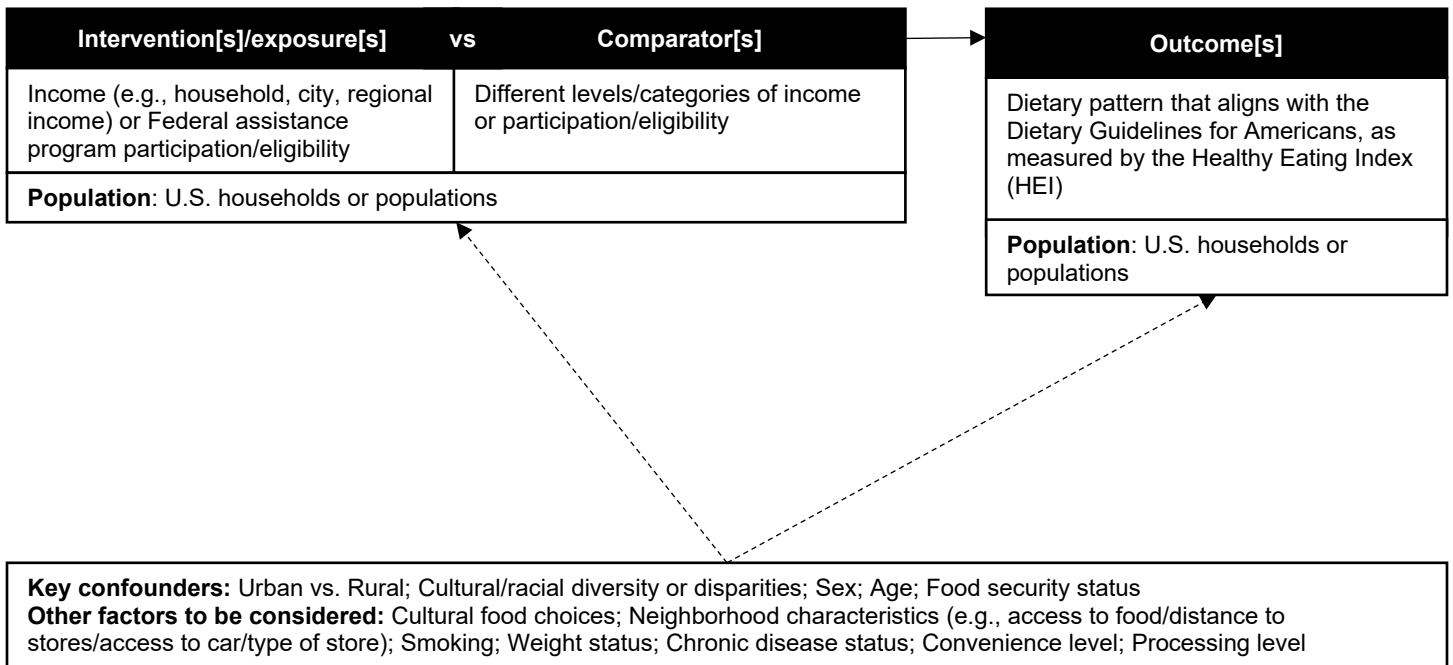 Intervention[s]/exposure[s] vs Comparator[s]
Income (e.g., household, city, regional
income) or Federal assistance
program participation/eligibility
Different levels/categories of income
or participation/eligibility
Population: U.S. households or populations
Outcome[s]
Dietary pattern that aligns with the
Dietary Guidelines for Americans, as
measured by the Healthy Eating Index
(HEI)
Population: U.S. households or
populations
Key confounders: Urban vs. Rural; Cultural/racial diversity or disparities; Sex; Age; Food security status
Other factors to be considered: Cultural food choices; Neighborhood characteristics (e.g., access to food/distance to
stores/access to car/type of store); Smoking; Weight status; Chronic disease status; Convenience level; Processing level